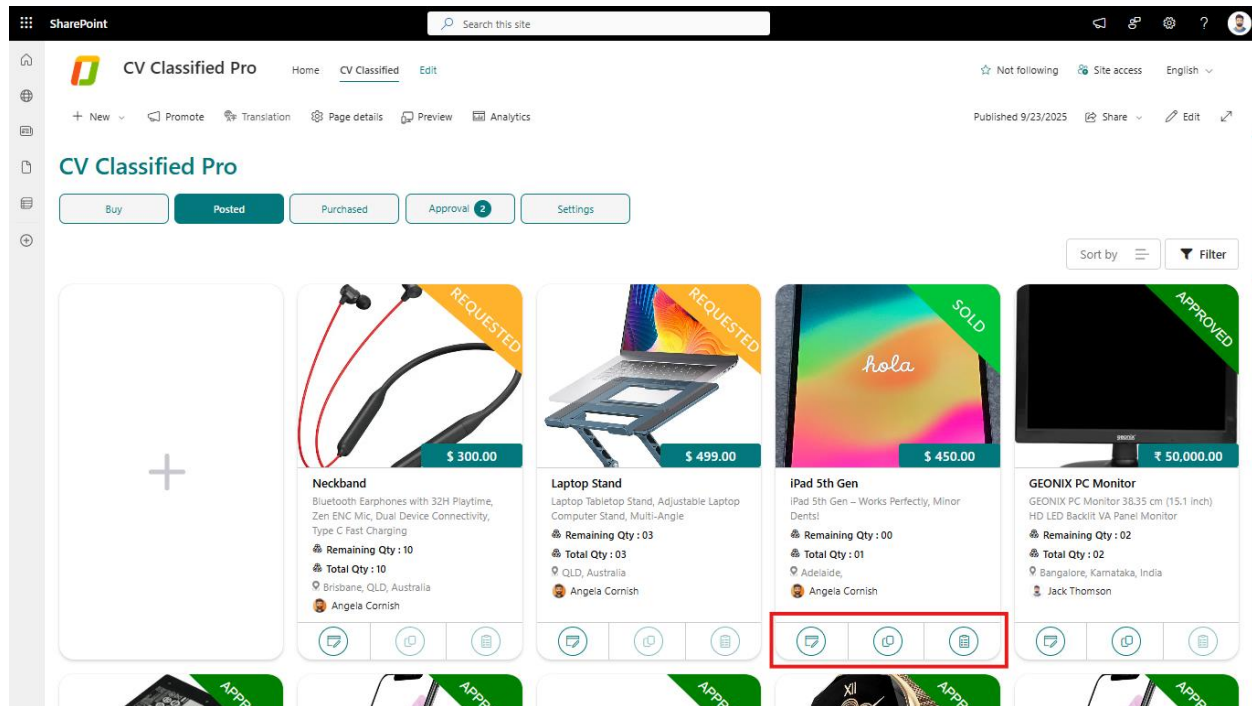 SharePoint
Search this site
?
CV Classified Pro
Home
CV Classified
Edit
Not following
Site access
English
New
Promote
Translation
Page details
Preview
Analytics
Published 9/23/2025
Share
Edit
CV Classified Pro
Buy
Posted
Purchased
Approval 2
Settings
Sort by
Filter
REQUESTED
$ 300.00
Neckband
Bluetooth Earphones with 32H Playtime,
Zen ENC Mic, Dual Device Connectivity,
Type C Fast Charging
Remaining Qty : 10
Total Qty : 10
Brisbane, QLD, Australia
Angela Cornish
REQUESTED
$ 499.00
Laptop Stand
Laptop Tabletop Stand, Adjustable Laptop
Computer Stand, Multi-Angle
Remaining Qty : 03
Total Qty : 03
QLD, Australia
Angela Cornish
SOLD
hola
$ 450.00
iPad 5th Gen
iPad 5th Gen – Works Perfectly, Minor
Dents!
Remaining Qty : 00
Total Qty : 01
Adelaide,
Angela Cornish
APPROVED
GEONIX
₹ 50,000.00
GEONIX PC Monitor
GEONIX PC Monitor 38.35 cm (15.1 inch)
HD LED Backlit VA Panel Monitor
Remaining Qty : 02
Total Qty : 02
Bangalore, Karnataka, India
Jack Thomson
XII